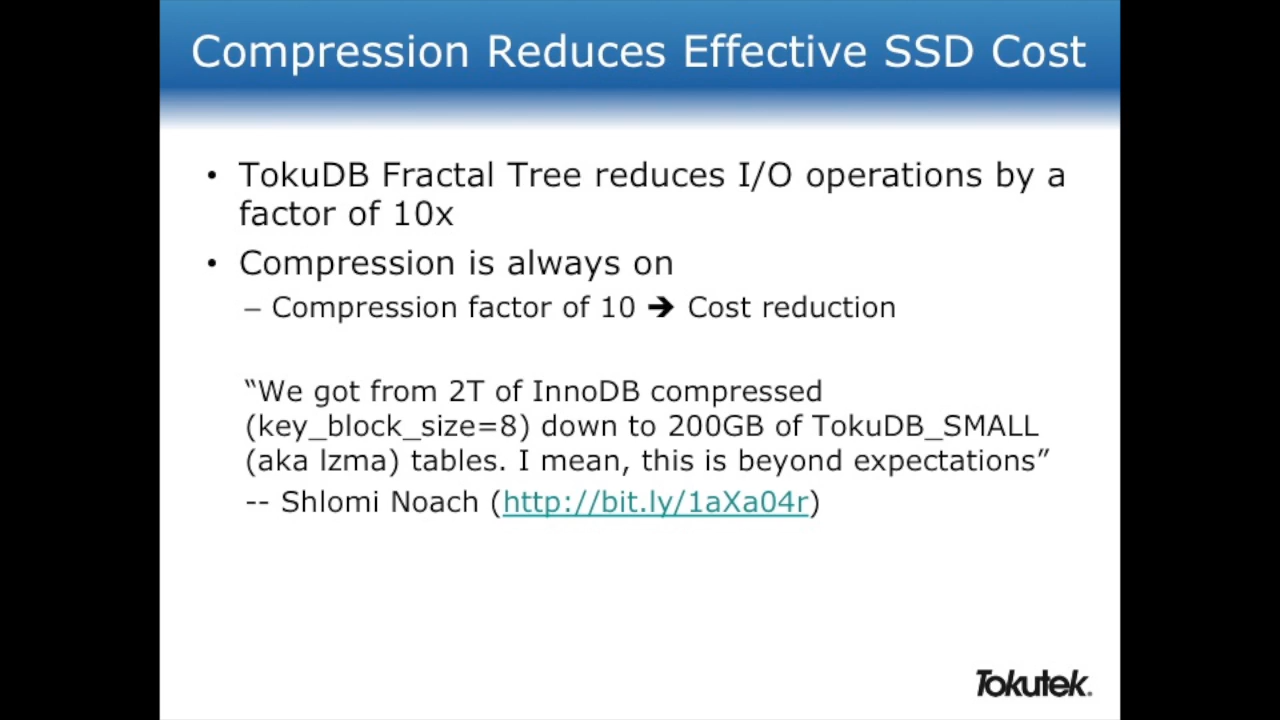 Compression Reduces Effective SSD Cost
• TokuDB Fractal Tree reduces I/O operations by a
factor of 10x
• Compression is always on
– Compression factor of 10 ➔ Cost reduction
“We got from 2T of InnoDB compressed
(key_block_size=8) down to 200GB of TokuDB_SMALL
(aka lzma) tables. I mean, this is beyond expectations”
-- Shlomi Noach (http://bit.ly/1aXa04r)
Tokutek®